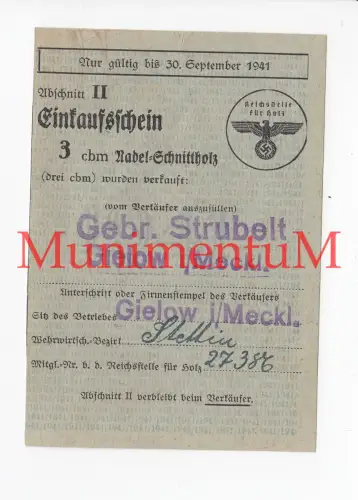 Nur gültig bis 30. September 1941
Abschnitt II
Einkaufsschein
3 cbm Nadel-Schnittholz
(drei cbm) wurden verkauft:
Reichsstelle
für Holz
(vom Verkäufer auszufüllen)
Gebr. Strubelt
Gielow i/Meckl.
MunimentuM
Unterschrift oder Firmenstempel des Verkäufers
Sitz des Betriebes Gielow i/Meckl.
Wehrwirtsch.-Bezirk Stettin
Mitgl.-Nr. b. d. Reichsstelle für Holz 27386
Abschnitt II verbleibt beim Verkäufer.